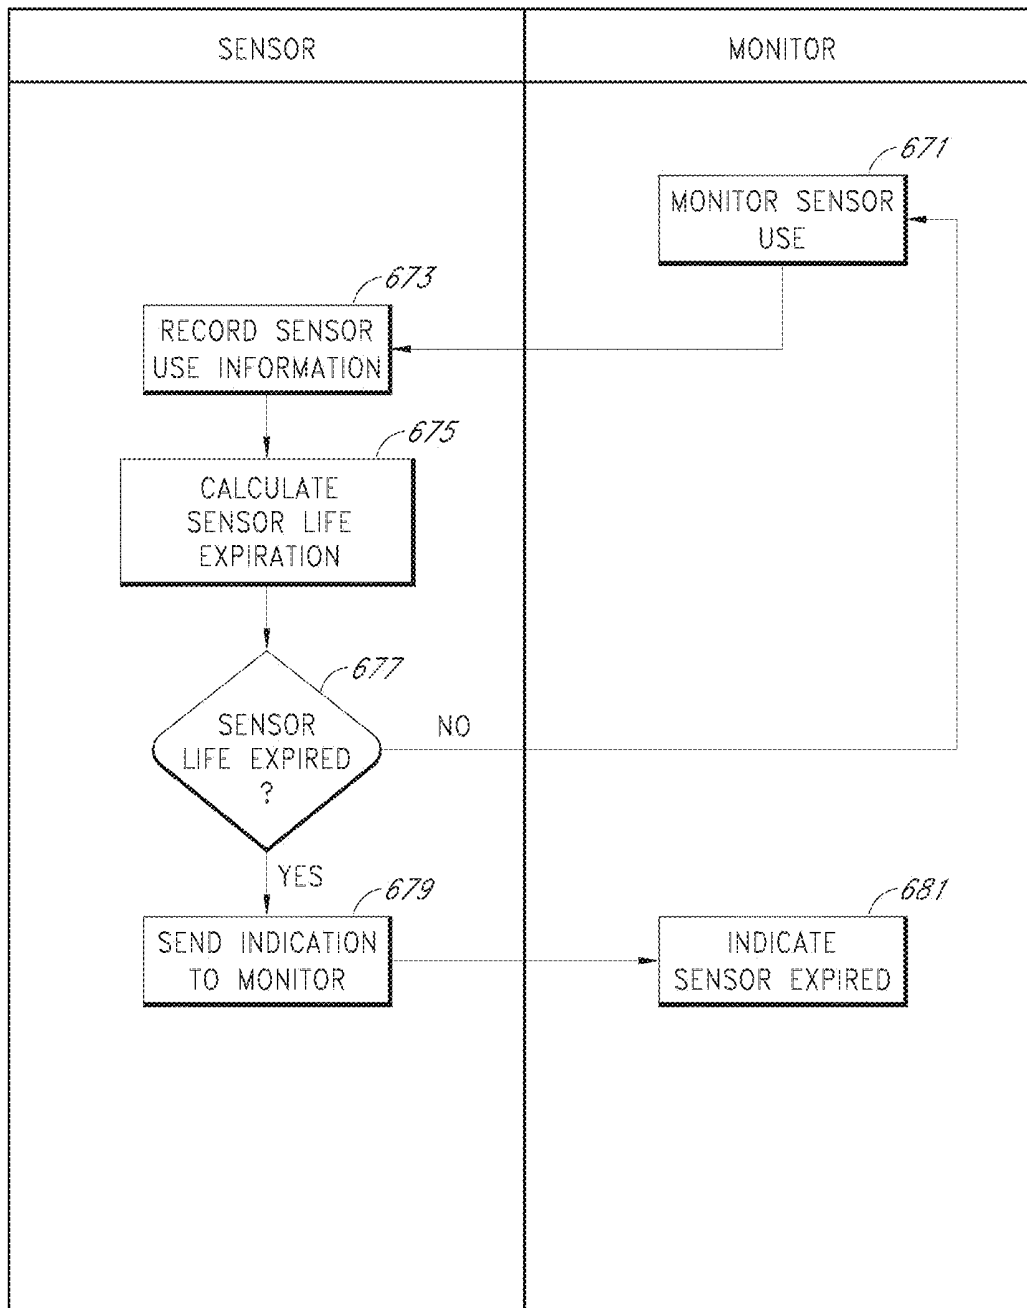 SENSOR
MONITOR
671
MONITOR SENSOR
USE
673
RECORD SENSOR
USE INFORMATION
675
CALCULATE
SENSOR LIFE
EXPIRATION
677
SENSOR
LIFE EXPIRED
?
NO
YES
679
SEND INDICATION
TO MONITOR
681
INDICATE
SENSOR EXPIRED